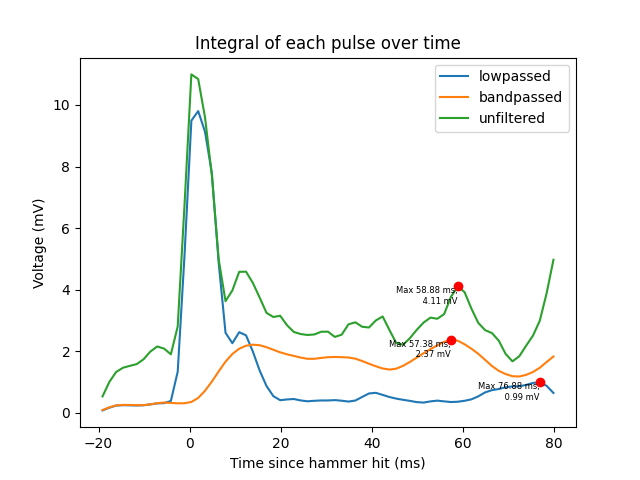 Integral of each pulse over time
lowpassed
bandpassed
unfiltered
10
8
6
4
2
0
Voltage (mV)
Max 58.88 ms,
4.11 mV
Max 57.38 ms,
2.37 mV
Max 76.88 ms,
0.99 mV
−20
0
20
40
60
80
Time since hammer hit (ms)